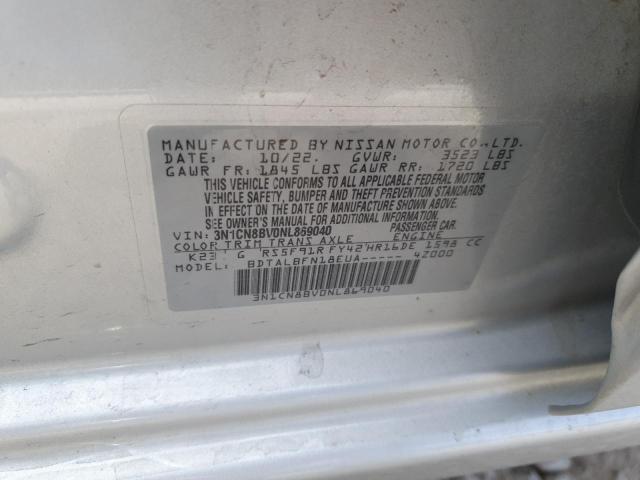 MANUFACTURED BY NISSAN MOTOR CO.,LTD.
DATE: 10/22. GVWR: 3523 LBS
GAWR FR: 1845 LBS GAWR RR: 1720 LBS
THIS VEHICLE CONFORMS TO ALL APPLICABLE FEDERAL MOTOR
VEHICLE SAFETY, BUMPER, AND THEFT PREVENTION STANDARDS
IN EFFECT ON THE DATE OF MANUFACTURE SHOWN ABOVE.
SEE OWNER'S MANUAL FOR ADDITIONAL INFORMATION.
VIN: 3N1CN8BV0NL869040 PASSENGER CAR
COLOR TRIM TRANS AXLE ENGINE
K23 G RS5F91R FY42 HR16DE 1598 CC
MODEL: BDTALBFN18EUA----- 42000
3N1CN8BV0NL869040